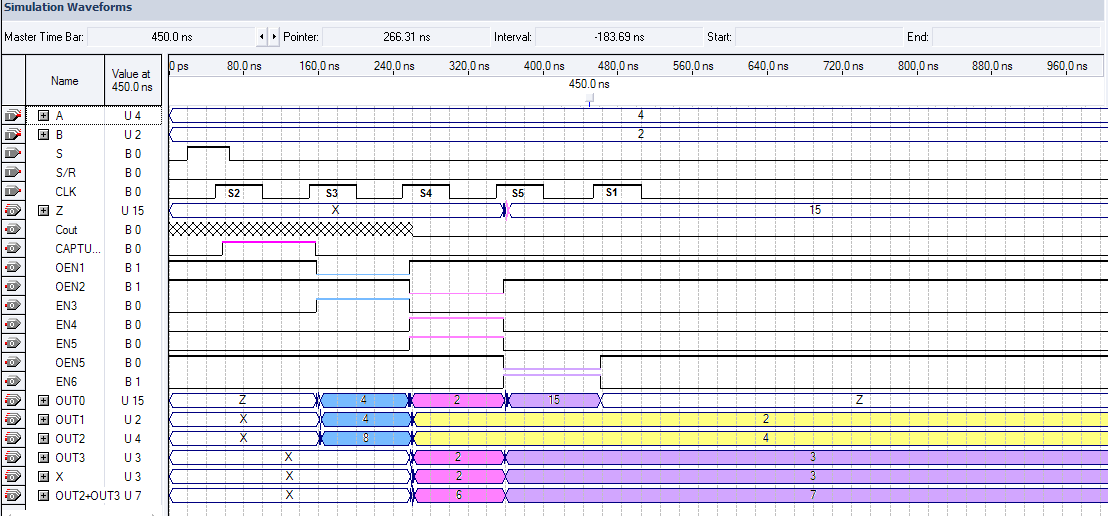 Simulation Waveforms
Master Time Bar: 450.0 ns Pointer: 266.31 ns Interval: -183.69 ns Start: End:
Name Value at 450.0 ns 0 ps 80.0 ns 160.0 ns 240.0 ns 320.0 ns 400.0 ns 480.0 ns 560.0 ns 640.0 ns 720.0 ns 800.0 ns 880.0 ns 960.0 ns
450.0 ns
A U 4 4
B U 2 2
S B 0
S/R B 0
CLK B 0 S2 S3 S4 S5 S1
Z U 15 X 15
Cout B 0
CAPTU... B 0
OEN1 B 1
OEN2 B 1
EN3 B 0
EN4 B 0
EN5 B 0
OEN5 B 0
EN6 B 1
OUT0 U 15 Z 4 2 15 Z
OUT1 U 2 X 4 2
OUT2 U 4 X 8 4
OUT3 U 3 X 2 3
X U 3 X 2 3
OUT2+OUT3 U 7 X 6 7